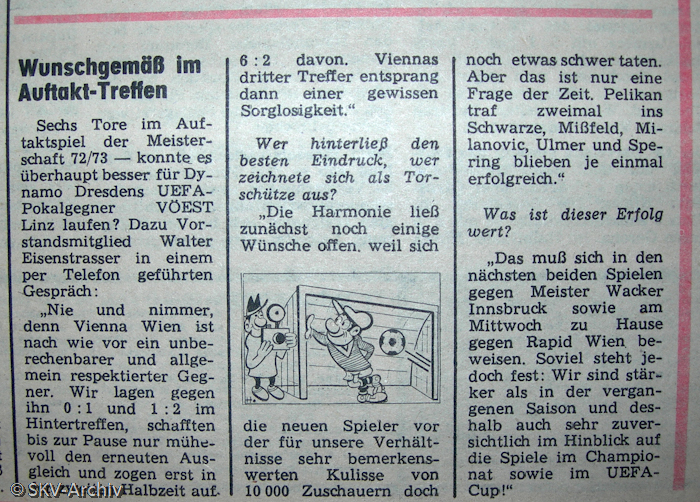 Wunschgemäß im
Auftakt-Treffen
Sechs Tore im Auf-
taktspiel der Meister-
schaft 72/73 — konnte es
überhaupt besser für Dy-
namo Dresdens UEFA-
Pokalgegner VÖEST
Linz laufen? Dazu Vor-
standsmitglied Walter
Eisenstrasser in einem
per Telefon geführten
Gespräch:
„Nie und nimmer,
denn Vienna Wien ist
nach wie vor ein unbe-
rechenbarer und allge-
mein respektierter Geg-
ner. Wir lagen gegen
ihn 0:1 und 1:2 im
Hintertreffen, schafften
bis zur Pause nur mühe-
voll den erneuten Aus-
gleich und zogen erst in
Halbzeit auf
6:2 davon. Viennas
dritter Treffer entsprang
dann einer gewissen
Sorglosigkeit.“
Wer hinterließ den
besten Eindruck, wer
zeichnete sich als Tor-
schütze aus?
„Die Harmonie ließ
zunächst noch einige
Wünsche offen. weil sich
die neuen Spieler vor
der für unsere Verhält-
nisse sehr bemerkens-
werten Kulisse von
10 000 Zuschauern doch
noch etwas schwer taten.
Aber das ist nur eine
Frage der Zeit. Pelikan
traf zweimal ins
Schwarze, Mißfeld, Mi-
lanovic, Ulmer und Spe-
ring blieben je einmal
erfolgreich.“
Was ist dieser Erfolg
wert?
„Das muß sich in den
nächsten beiden Spielen
gegen Meister Wacker
Innsbruck sowie am
Mittwoch zu Hause
gegen Rapid Wien be-
weisen. Soviel steht je-
doch fest: Wir sind stär-
ker als in der vergan-
genen Saison und des-
halb auch sehr zuver-
sichtlich im Hinblick auf
die Spiele im Champio-
nat sowie im UEFA-
Cup!“
© SKV-Archiv